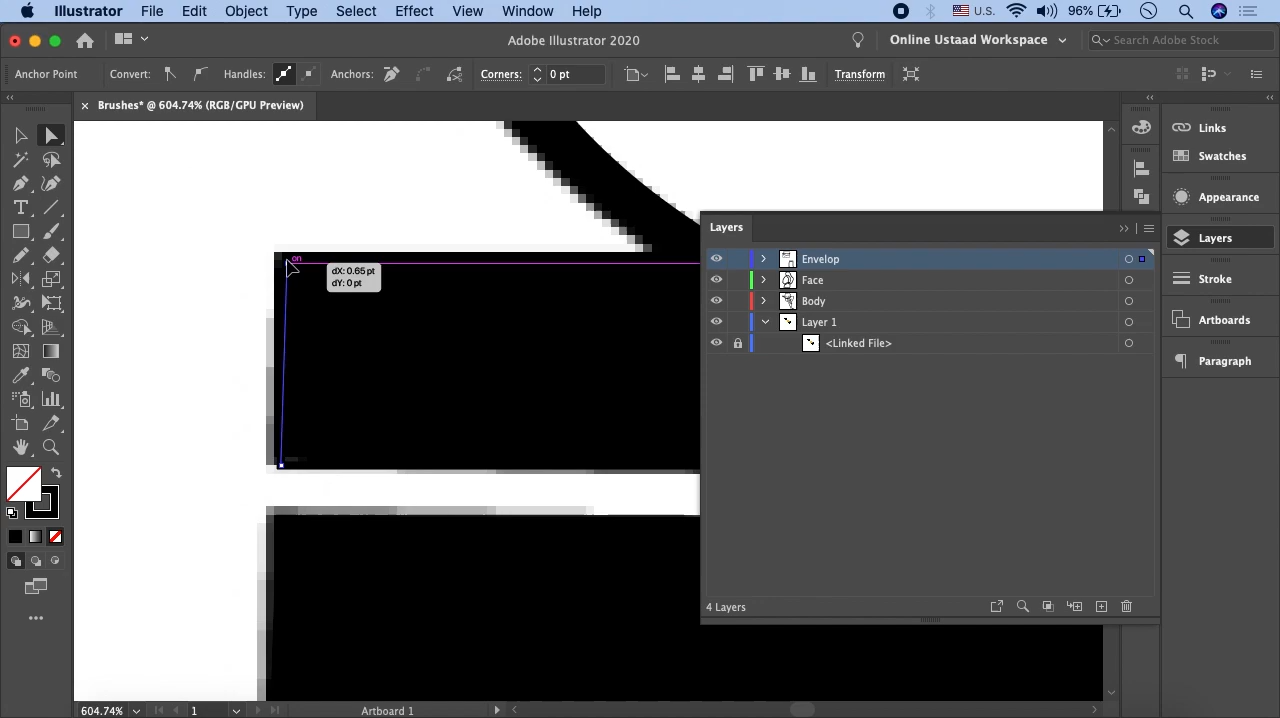 Illustrator File Edit Object Type Select Effect View Window Help U.S. 96%
Adobe Illustrator 2020 Online Ustaad Workspace Search Adobe Stock
Anchor Point Convert: Handles: Anchors: Corners: 0 pt Transform
Brushes* @ 604.74% (RGB/GPU Preview)
Links
Swatches
Appearance
Layers
Stroke
Artboards
Paragraph
Layers
Envelop
Face
Body
Layer 1
<Linked File>
4 Layers
on
dX: 0.65 pt
dY: 0 pt
604.74% 1 Artboard 1